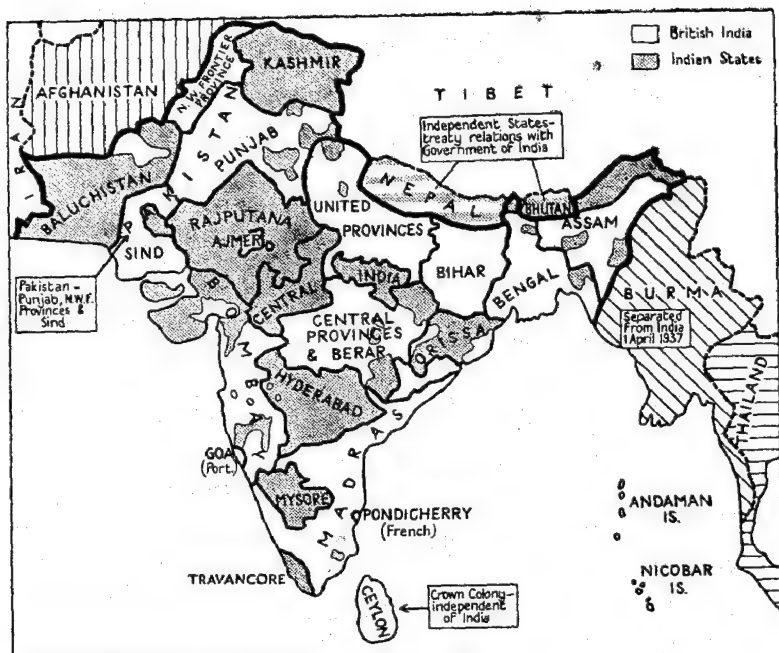 British India
Indian States
AFGHANISTAN
IRAN
N.W. FRONTIER
PROVINCE
KASHMIR
TIBET
PAKISTAN
PUNJAB
Independent States-
treaty relations with
Government of India
BALUCHISTAN
NEPAL
BHUTAN
RAJPUTANA
AJMER
UNITED
PROVINCES
ASSAM
SIND
BIHAR
BENGAL
Pakistan-
Punjab, N.W.F.
Provinces &
Sind
CENTRAL
INDIA
BURMA
Separated
From India
1 April 1937
CENTRAL
PROVINCES
& BERAR
ORISSA
BOMBAY
HYDERABAD
THAILAND
GOA
(Port.)
MADRAS
MYSORE
PONDICHERRY
(French)
ANDAMAN
IS.
TRAVANCORE
NICOBAR
IS.
CEYLON
Crown Colony-
independent
of India